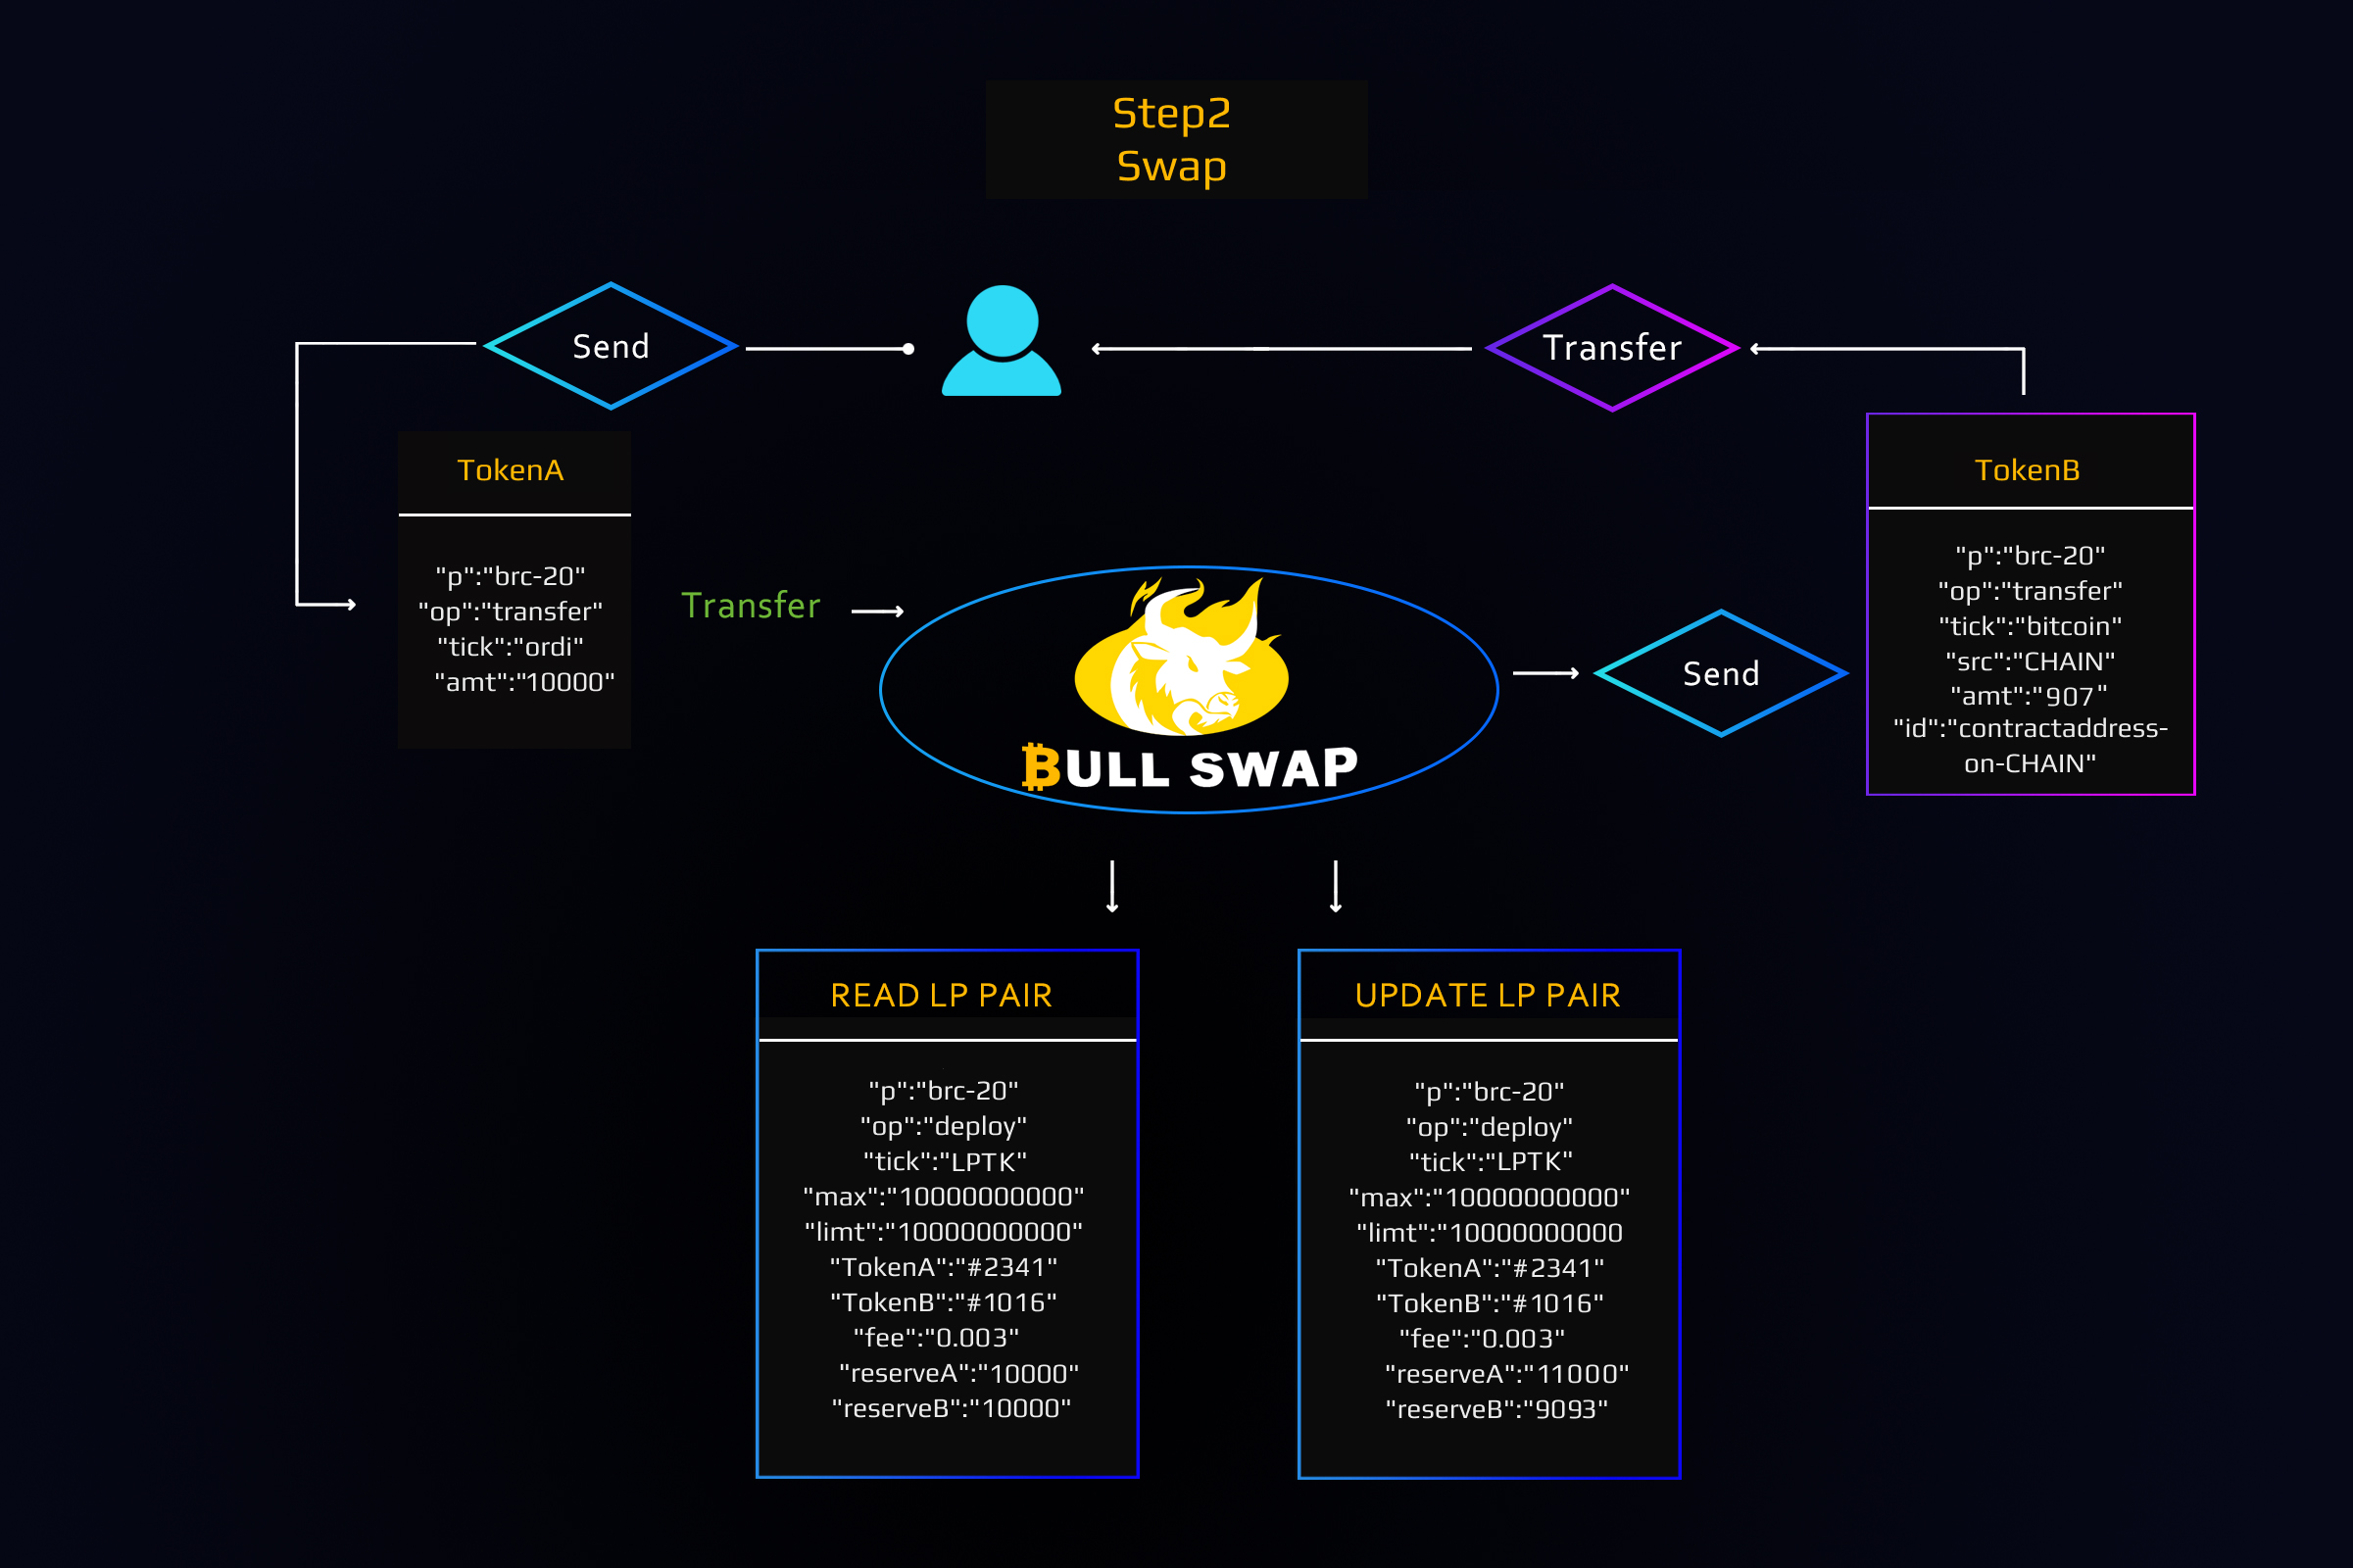 Step2
Swap
Send
Transfer
TokenA
"p":"brc-20"
"op":"transfer"
"tick":"ordi"
"amt":"10000"
Transfer
BULL SWAP
Send
TokenB
"p":"brc-20"
"op":"transfer"
"tick":"bitcoin"
"src":"CHAIN"
"amt":"907"
"id":"contractaddress-
on-CHAIN"
READ LP PAIR
"p":"brc-20"
"op":"deploy"
"tick":"LPTK"
"max":"10000000000"
"limt":"10000000000"
"TokenA":"#2341"
"TokenB":"#1016"
"fee":"0.003"
"reserveA":"10000"
"reserveB":"10000"
UPDATE LP PAIR
"p":"brc-20"
"op":"deploy"
"tick":"LPTK"
"max":"10000000000"
"limt":"10000000000
"TokenA":"#2341"
"TokenB":"#1016"
"fee":"0.003"
"reserveA":"11000"
"reserveB":"9093"